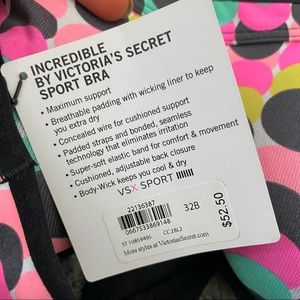 INCREDIBLE
BY VICTORIA'S SECRET
SPORT BRA
• Maximum support
• Breathable padding with wicking liner to keep
you extra dry
• Concealed wire for cushioned support
• Padded straps and bonded, seamless
technology that eliminates irritation
• Super-soft elastic band for comfort & movement
• Cushioned, adjustable back closure
• Body-Wick keeps you cool & dry
VSX SPORT
22136387
32B
$52.50
0667533869148
CC2BL2
More styles at VictoriasSecret.com